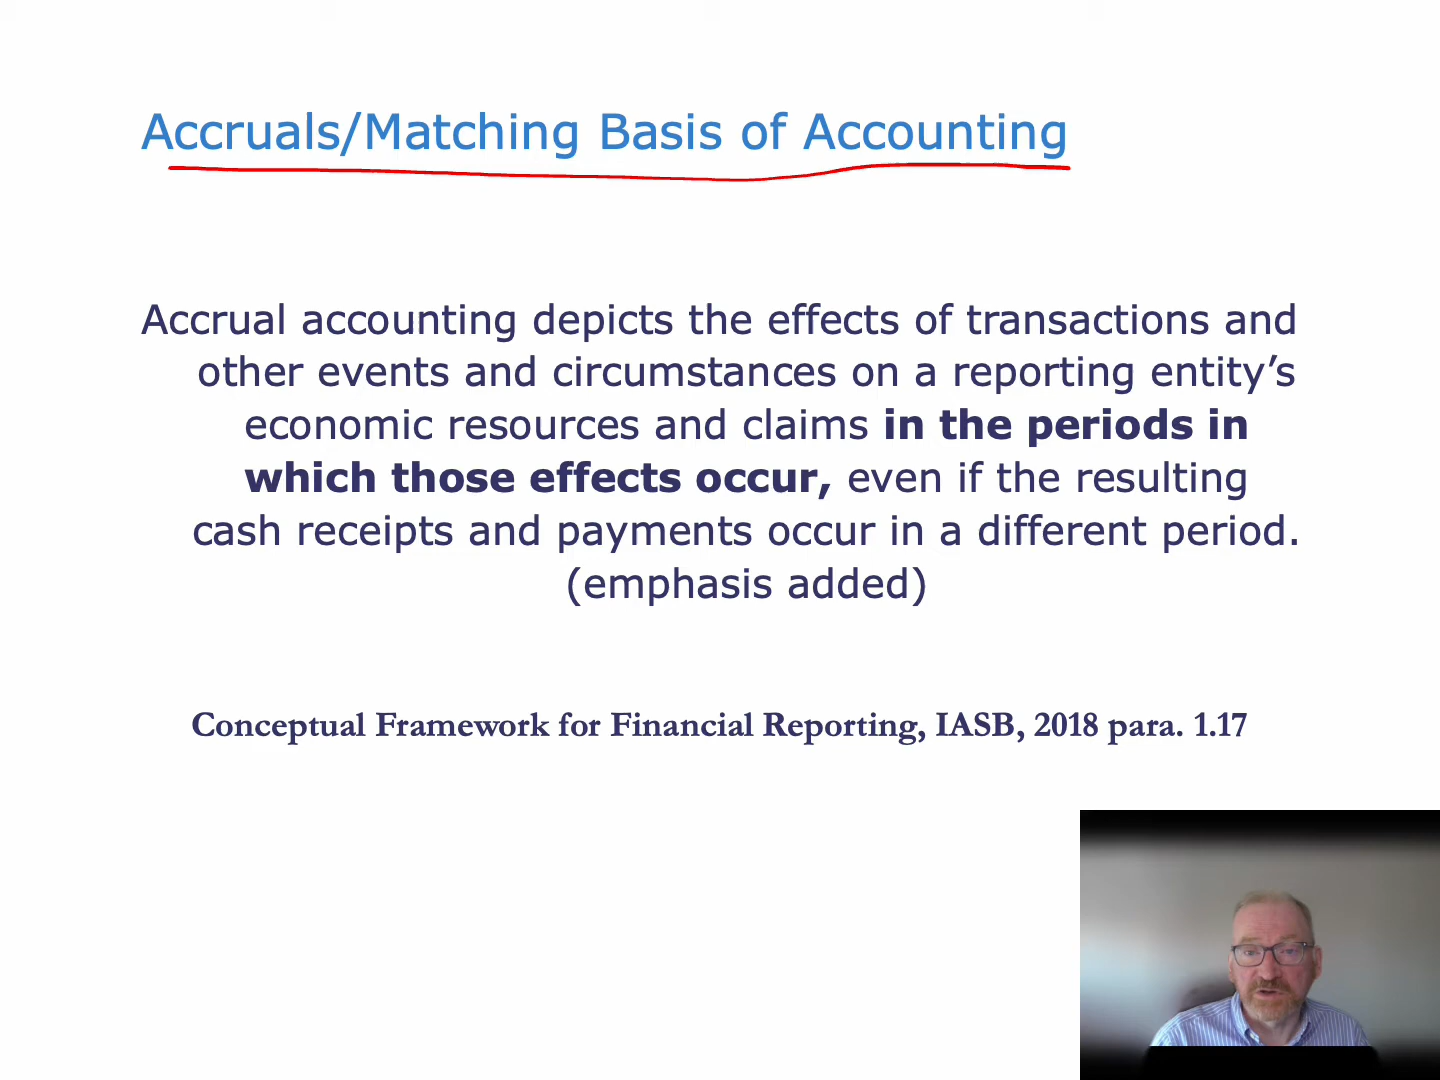 Accruals/Matching Basis of Accounting
Accrual accounting depicts the effects of transactions and
other events and circumstances on a reporting entity’s
economic resources and claims in the periods in
which those effects occur, even if the resulting
cash receipts and payments occur in a different period.
(emphasis added)
Conceptual Framework for Financial Reporting, IASB, 2018 para. 1.17